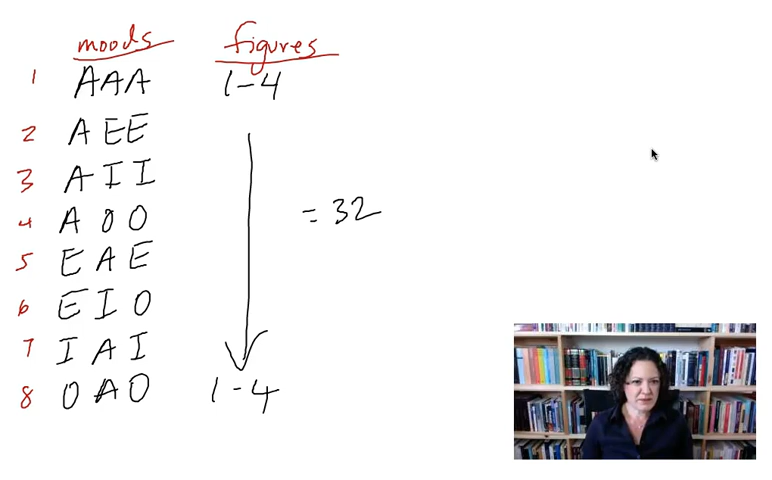 moods figures
1 AAA 1-4
2 AEE
3 AII
4 AOO = 32
5 EAE
6 EIO
7 IAI
8 OAO 1-4